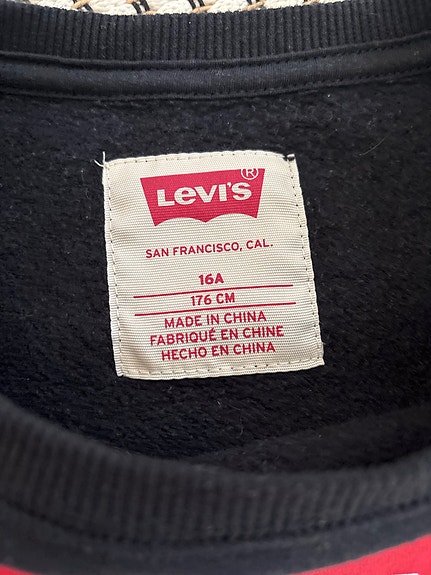 Levi's®
SAN FRANCISCO, CAL.
16A
176 CM
MADE IN CHINA
FABRIQUÉ EN CHINE
HECHO EN CHINA